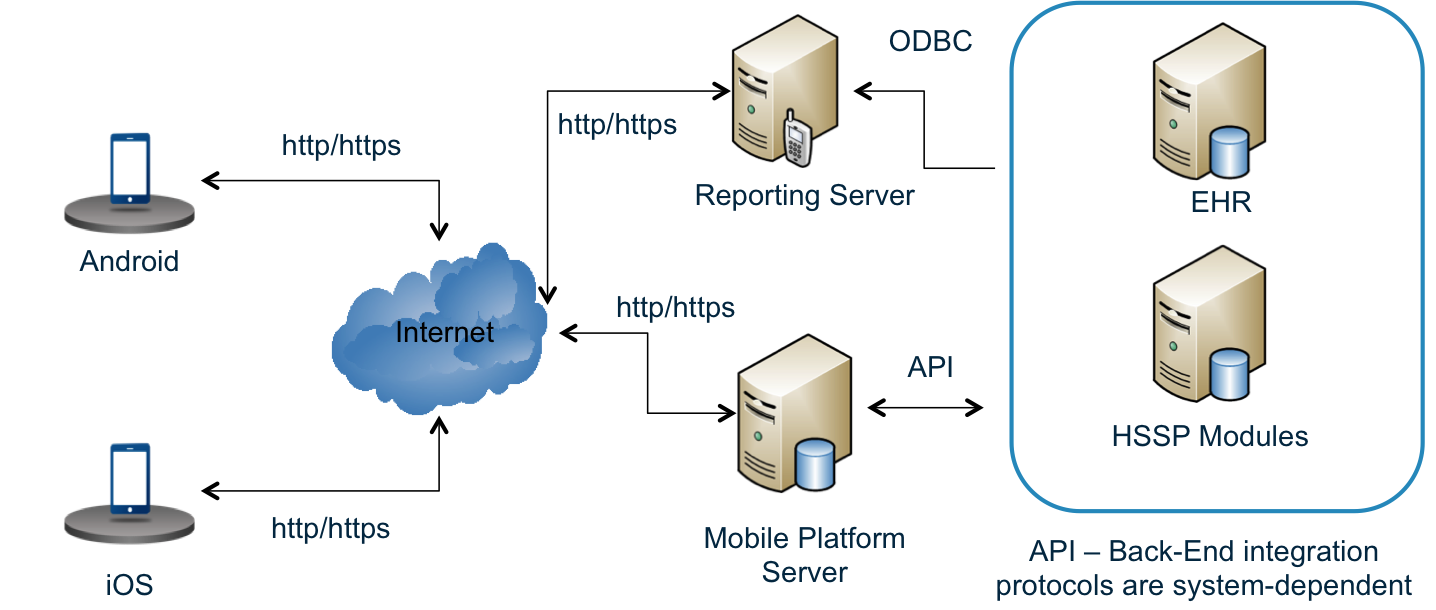 ODBC
http/https
http/https
Reporting Server
EHR
Android
http/https
Internet
API
HSSP Modules
http/https
Mobile Platform
Server
API – Back-End integration
protocols are system-dependent
iOS